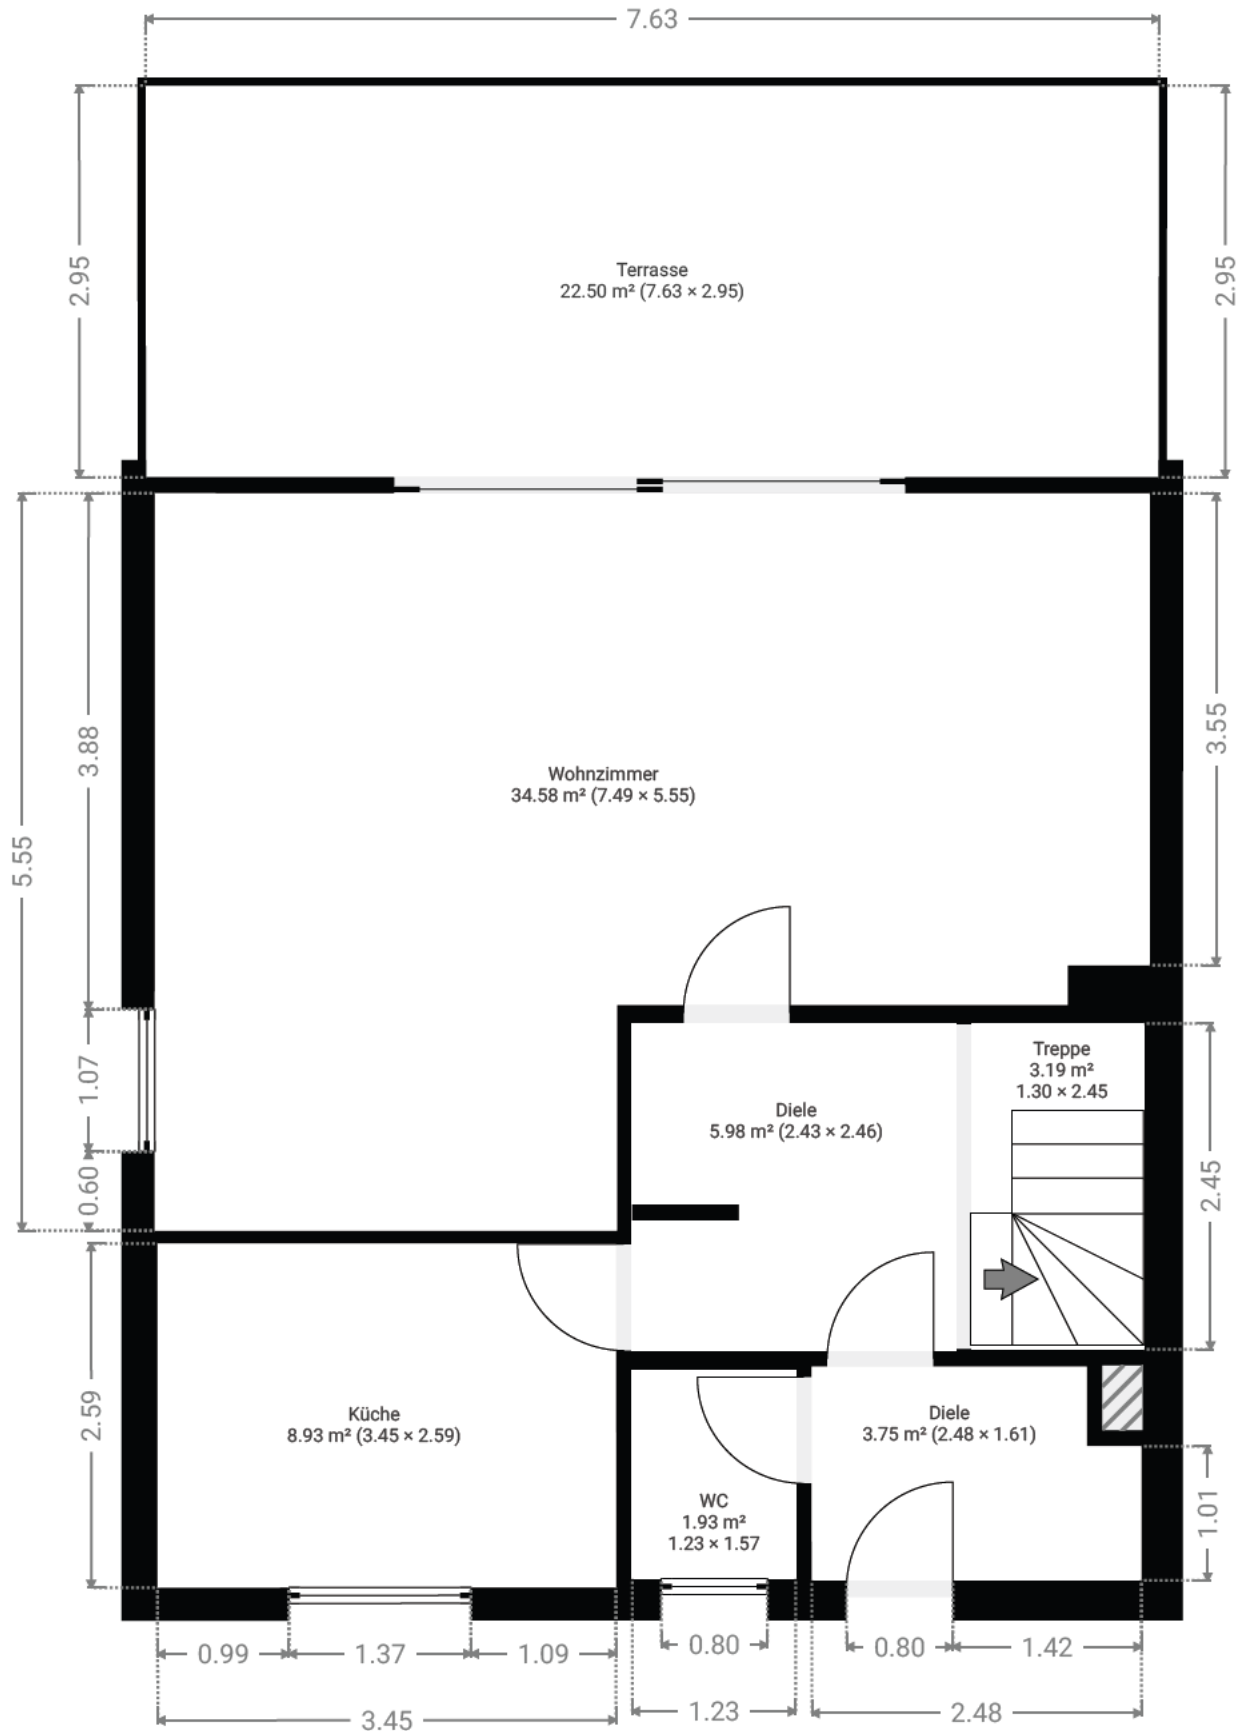 7.63
2.95
2.95
Terrasse
22.50 m² (7.63 × 2.95)
3.88
3.55
5.55
Wohnzimmer
34.58 m² (7.49 × 5.55)
1.07
0.60
Treppe
3.19 m²
1.30 × 2.45
Diele
5.98 m² (2.43 × 2.46)
2.45
2.59
Küche
8.93 m² (3.45 × 2.59)
Diele
3.75 m² (2.48 × 1.61)
WC
1.93 m²
1.23 × 1.57
1.01
0.99
1.37
1.09
0.80
0.80
1.42
3.45
1.23
2.48